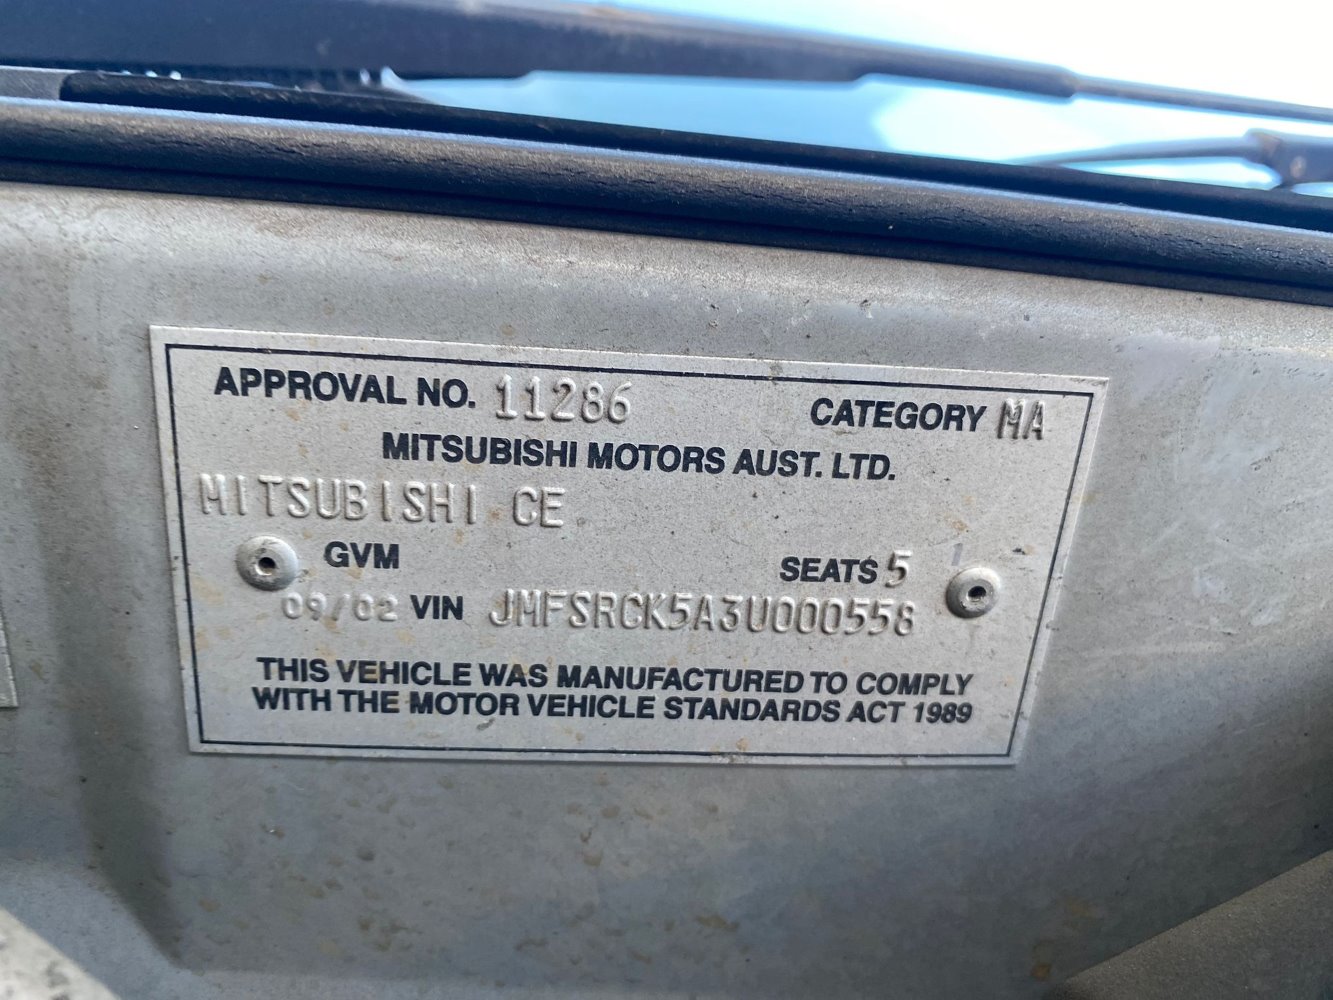 APPROVAL NO. 11286 CATEGORY MA
MITSUBISHI MOTORS AUST. LTD.
MITSUBISHI CE
GVM SEATS 5
09/02 VIN JMFSRCK5A3U000558
THIS VEHICLE WAS MANUFACTURED TO COMPLY
WITH THE MOTOR VEHICLE STANDARDS ACT 1989